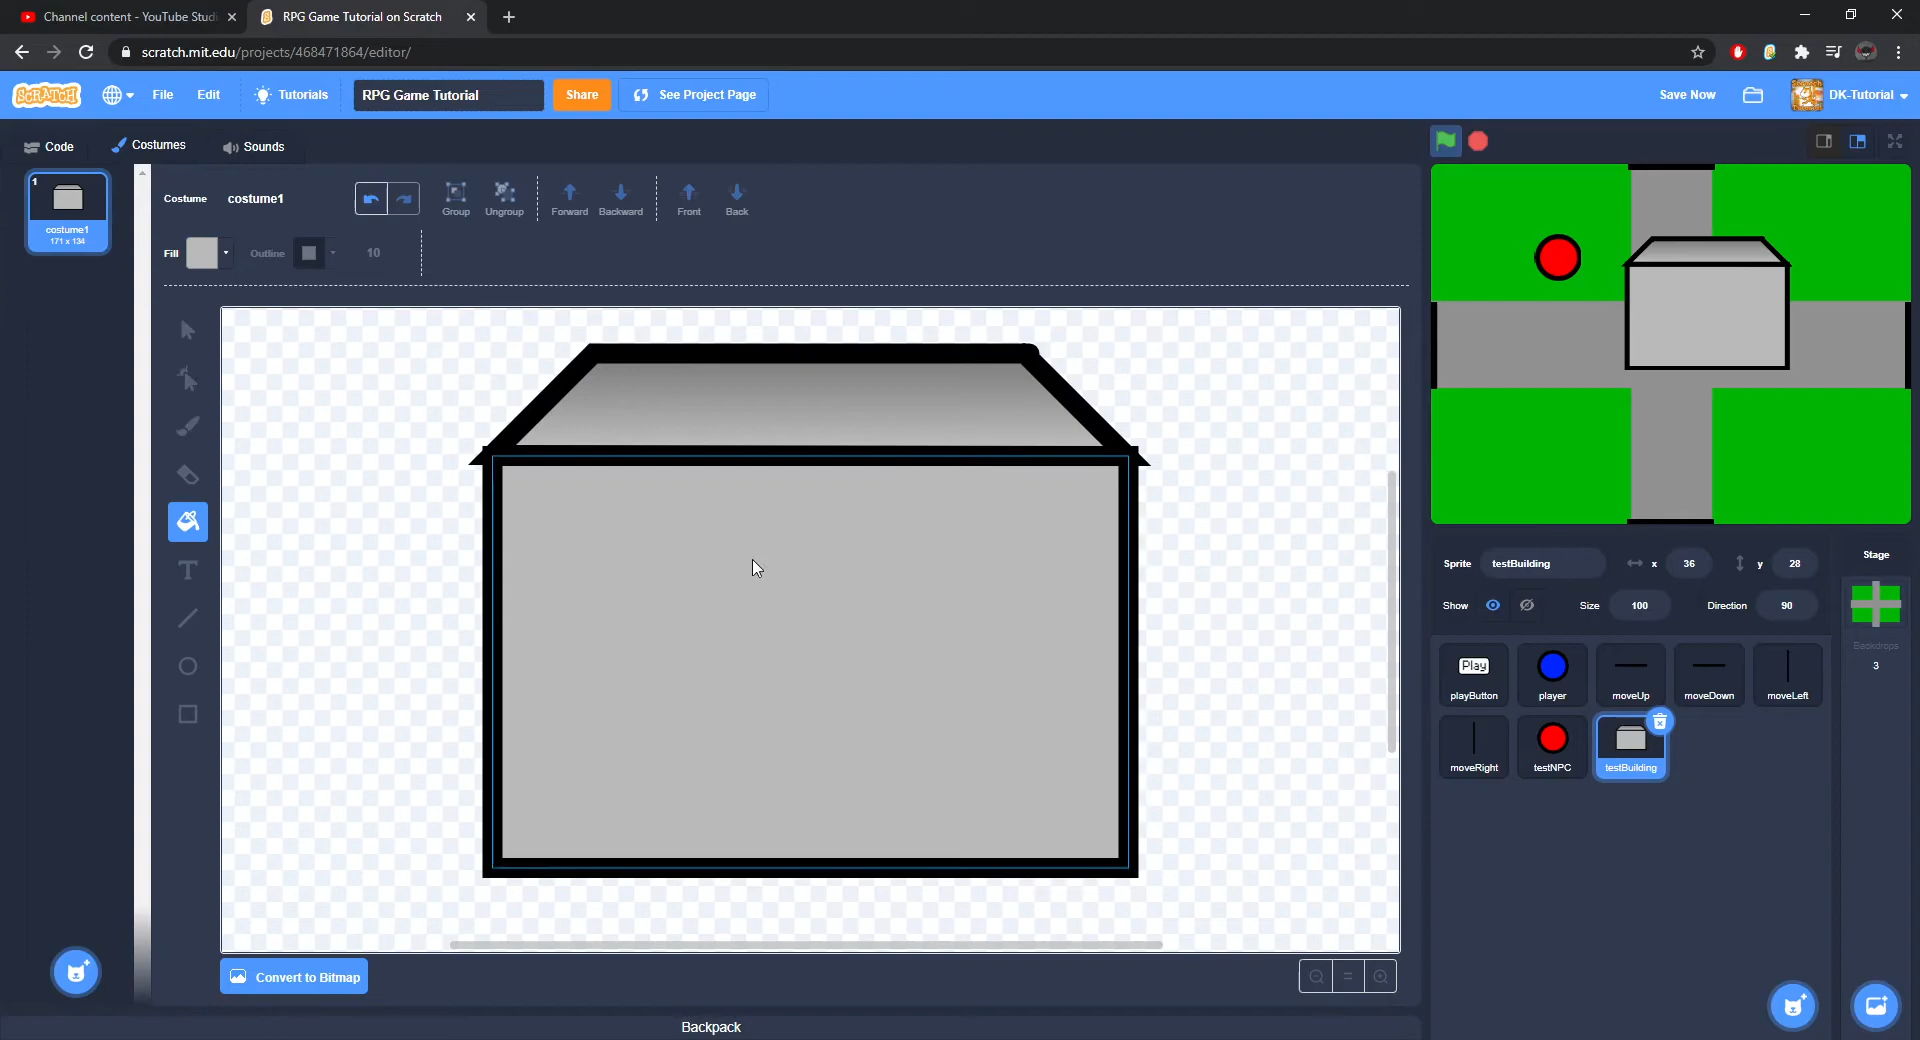 Channel content - YouTube Studi
RPG Game Tutorial on Scratch
scratch.mit.edu/projects/468471864/editor/
SCRATCH
File
Edit
Tutorials
RPG Game Tutorial
Share
See Project Page
Save Now
DK-Tutorial
Code
Costumes
Sounds
1
costume1
171 x 134
Costume
costume1
Group
Ungroup
Forward
Backward
Front
Back
Fill
Outline
10
T
Convert to Bitmap
Backpack
Sprite
testBuilding
x
36
y
28
Show
Size
100
Direction
90
Stage
Backdrops
3
Play
playButton
player
moveUp
moveDown
moveLeft
moveRight
testNPC
testBuilding